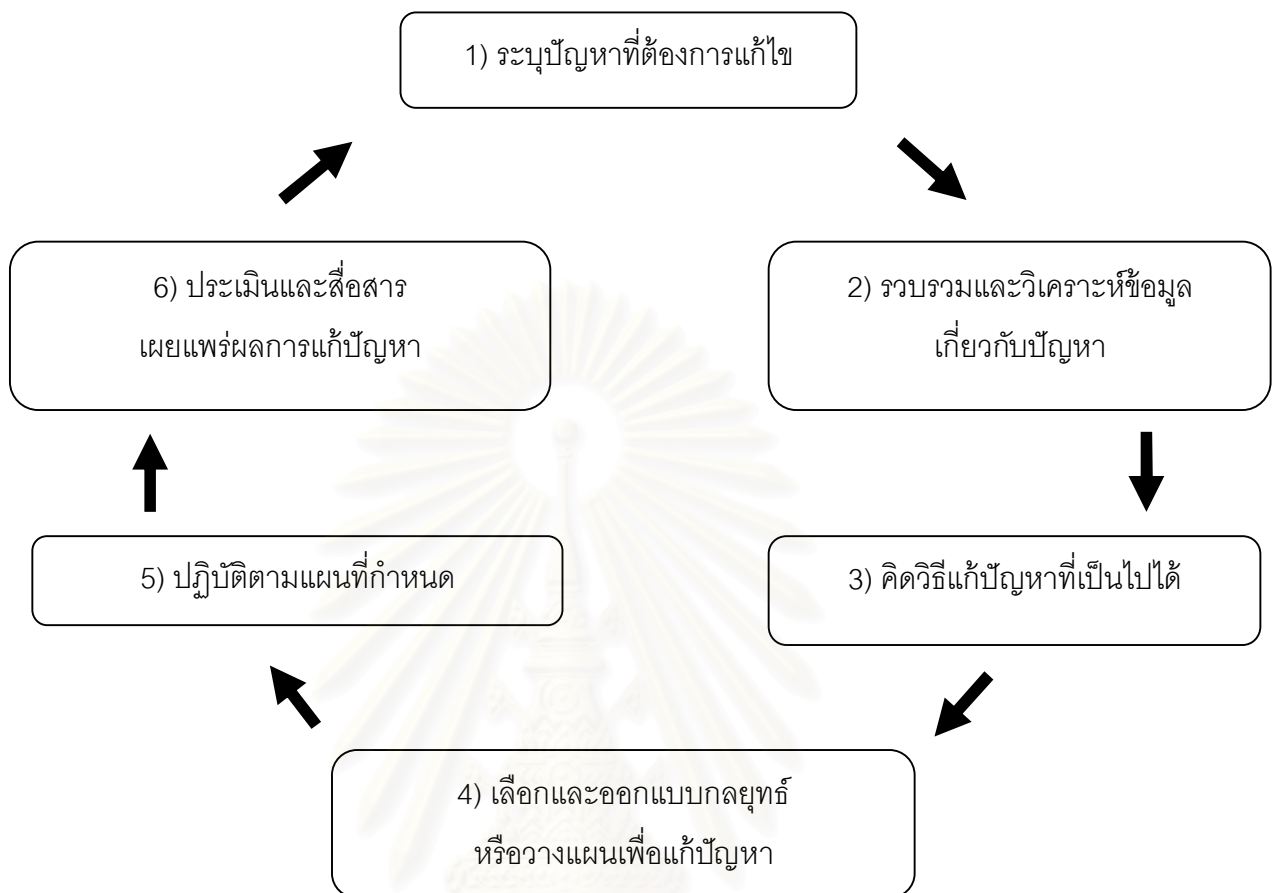 1) ระบุปัญหาที่ต้องการแก้ไข
2) รวบรวมและวิเคราะห์ข้อมูล
เกี่ยวกับปัญหา
3) คิดวิธีแก้ปัญหาที่เป็นไปได้
4) เลือกและออกแบบกลยุทธ์
หรือวางแผนเพื่อแก้ปัญหา
5) ปฏิบัติตามแผนที่กำหนด
6) ประเมินและสื่อสาร
เผยแพร่ผลการแก้ปัญหา